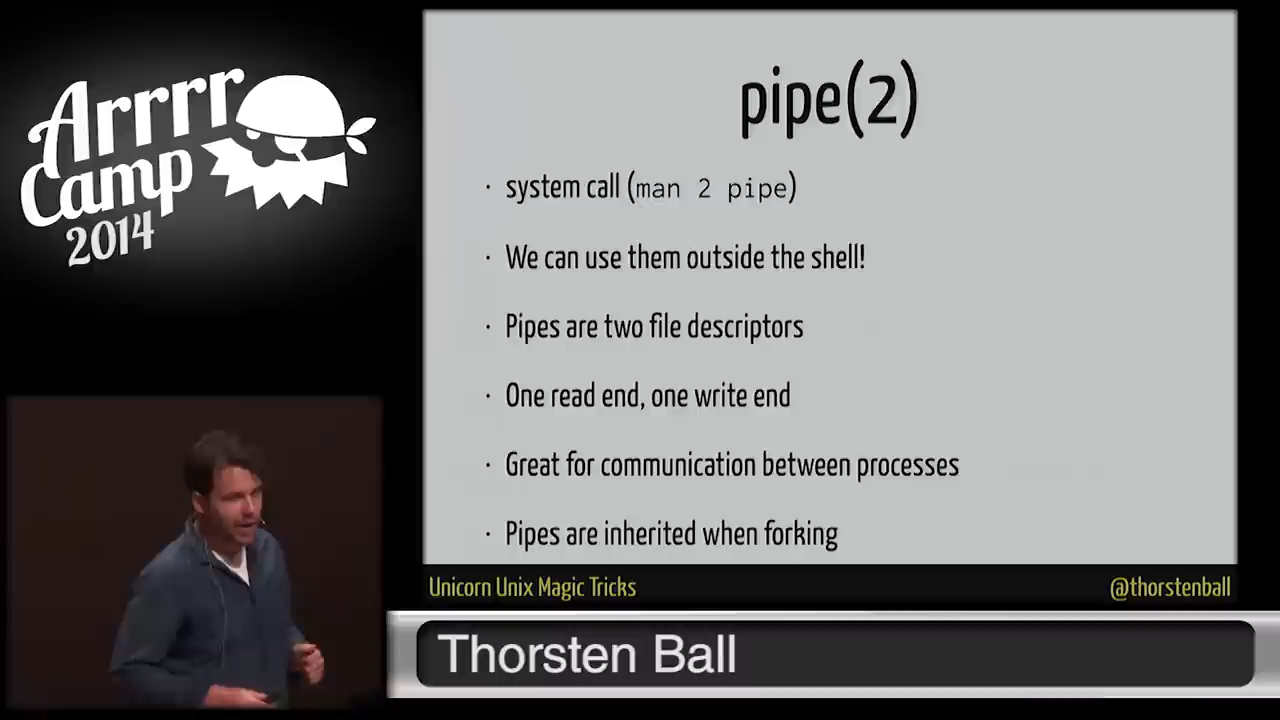 Arrrr
Camp
2014
pipe(2)
· system call (man 2 pipe)
· We can use them outside the shell!
· Pipes are two file descriptors
· One read end, one write end
· Great for communication between processes
· Pipes are inherited when forking
Unicorn Unix Magic Tricks
@thorstenball
Thorsten Ball